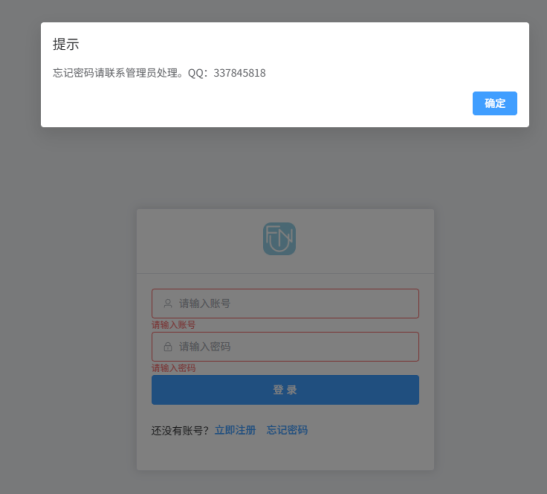 提示
忘记密码请联系管理员处理。QQ：337845818
确定
请输入账号
请输入账号
请输入密码
请输入密码
登 录
还没有账号？ 立即注册 忘记密码